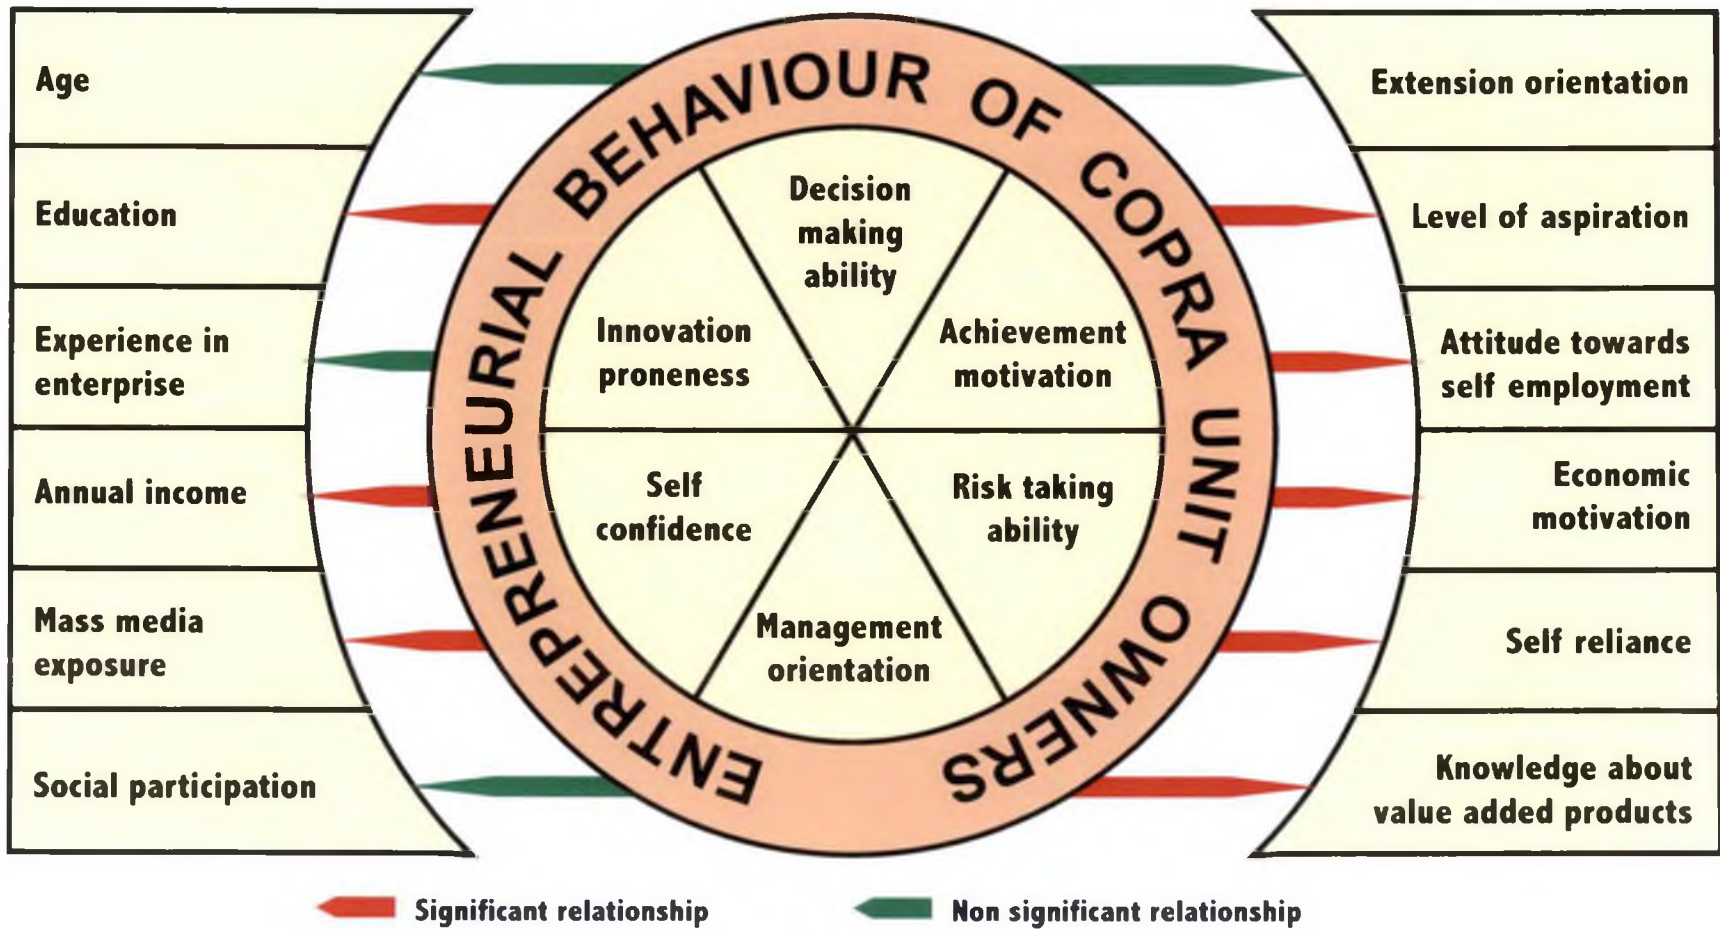 Age
Education
Experience in
enterprise
Annual income
Mass media
exposure
Social participation
ENTREPRENEURIAL BEHAVIOUR OF COPRA UNIT OWNERS
Decision
making
ability
Innovation
proneness
Achievement
motivation
Self
confidence
Risk taking
ability
Management
orientation
Extension orientation
Level of aspiration
Attitude towards
self employment
Economic
motivation
Self reliance
Knowledge about
value added products
Significant relationship
Non significant relationship